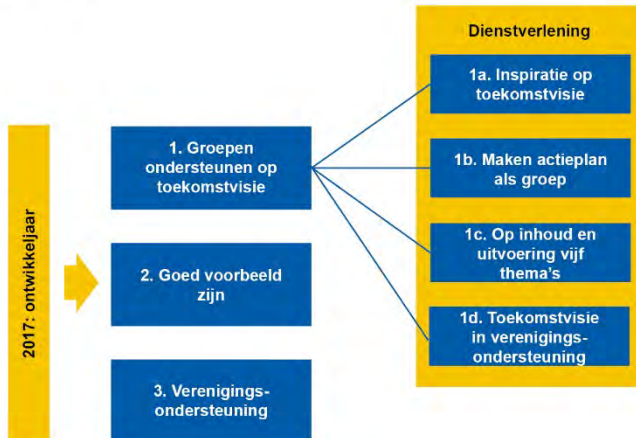 2017: ontwikkeljaar
1. Groepen
ondersteunen op
toekomstvisie
2. Goed voorbeeld
zijn
3. Verenigings-
ondersteuning
Dienstverlening
1a. Inspiratie op
toekomstvisie
1b. Maken actieplan
als groep
1c. Op inhoud en
uitvoering vijf
thema's
1d. Toekomstvisie
in verenigings-
ondersteuning